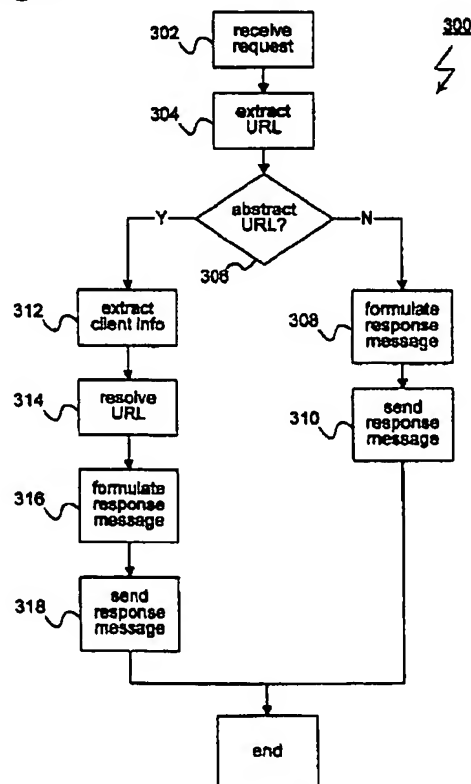 300
302
receive
request
304
extract
URL
abstract
URL?
Y
N
306
312
extract
client info
308
formulate
response
message
314
resolve
URL
310
send
response
message
316
formulate
response
message
318
send
response
message
end